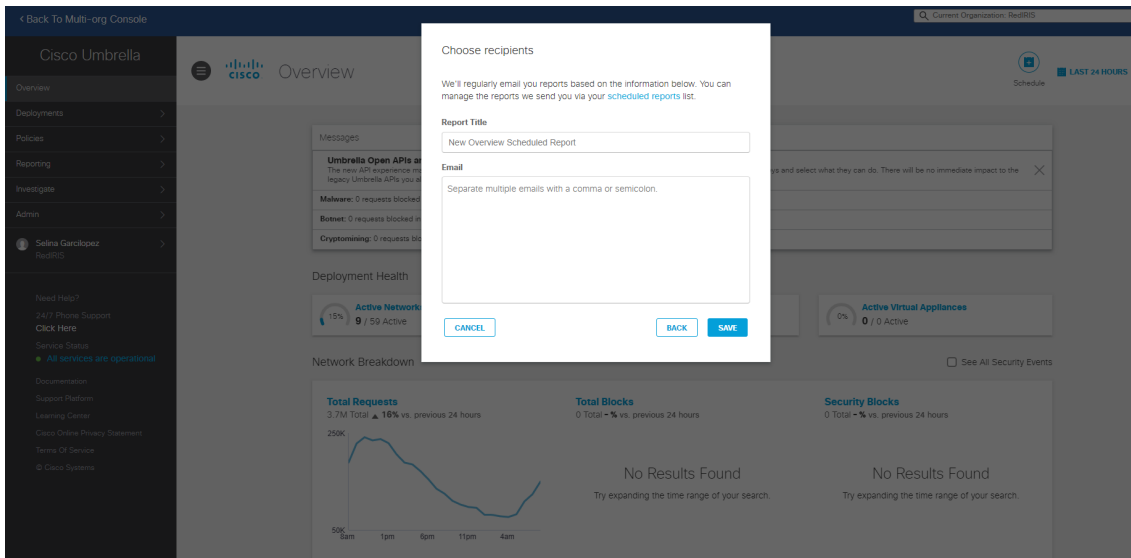 < Back To Multi-org Console
Current Organization: RedIRIS
Cisco Umbrella
Overview
Deployments
Policies
Reporting
Investigate
Admin
Selina Garcilopez
RedIRIS
Need Help?
24/7 Phone Support
Click Here
Service Status
All services are operational
Documentation
Support Platform
Learning Center
Cisco Online Privacy Statement
Terms Of Service
© Cisco Systems
CISCO
Overview
Schedule
LAST 24 HOURS
Choose recipients
We'll regularly email you reports based on the information below. You can
manage the reports we send you via your scheduled reports list.
Report Title
New Overview Scheduled Report
Email
Separate multiple emails with a comma or semicolon.
CANCEL
BACK
SAVE
Messages
Umbrella Open APIs
The new API experience
and select what they can do. There will be no immediate impact to the
legacy Umbrella APIs you
Malware: 0 requests blocked
Botnet: 0 requests blocked
Cryptomining: 0 requests
Deployment Health
15%
Active Network
9 / 59 Active
0%
Active Virtual Appliances
0 / 0 Active
Network Breakdown
See All Security Events
Total Requests
3.7M Total ▲ 16% vs. previous 24 hours
250K
50K
8am 1pm 6pm 11pm 4am
Total Blocks
0 Total - % vs. previous 24 hours
No Results Found
Try expanding the time range of your search.
Security Blocks
0 Total - % vs. previous 24 hours
No Results Found
Try expanding the time range of your search.